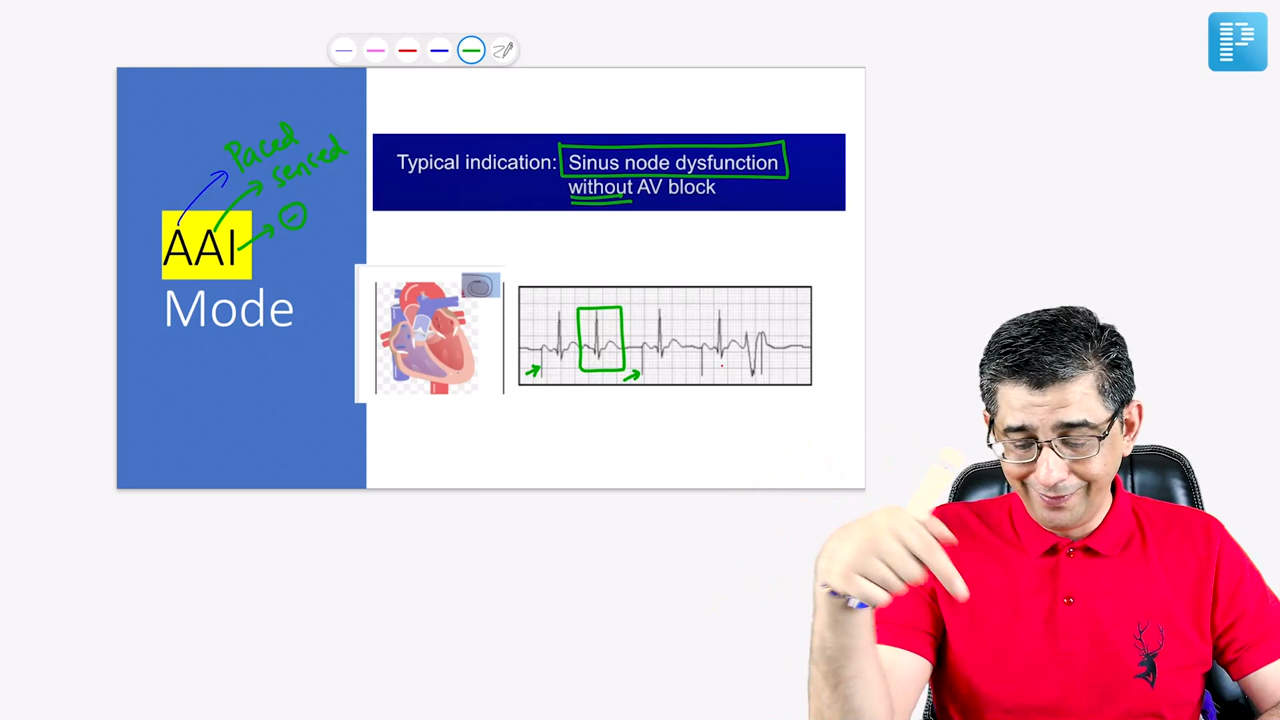 Paced
sensed
AAI
Mode
Typical indication: Sinus node dysfunction
without AV block